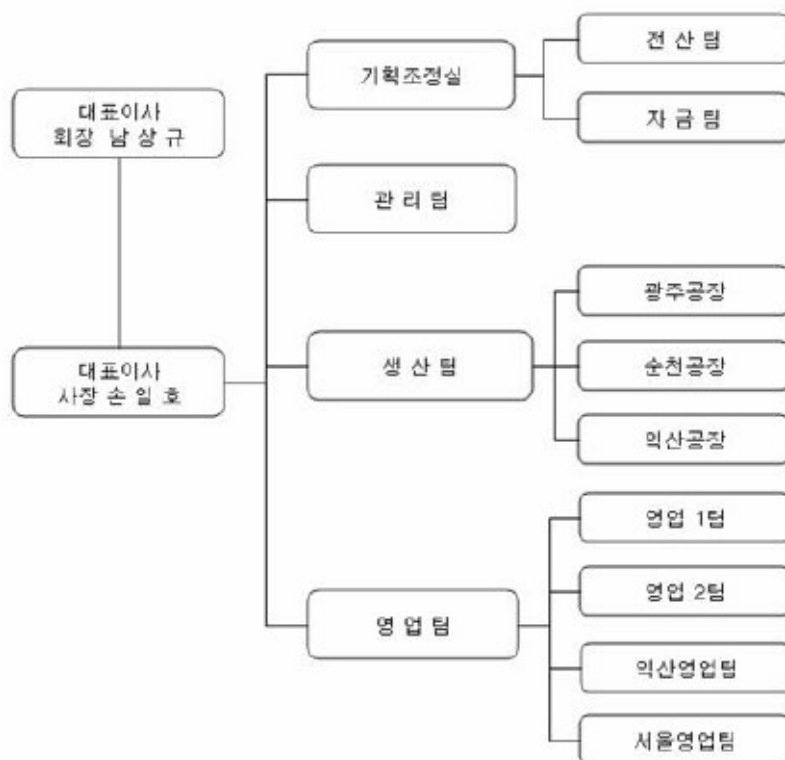 대표이사
회장 남 상 규
대표이사
사장 손 일 호
기획조정실
전 산 팀
자 금 팀
관 리 팀
생 산 팀
광주공장
순천공장
익산공장
영 업 팀
영업 1팀
영업 2팀
익산영업팀
서울영업팀